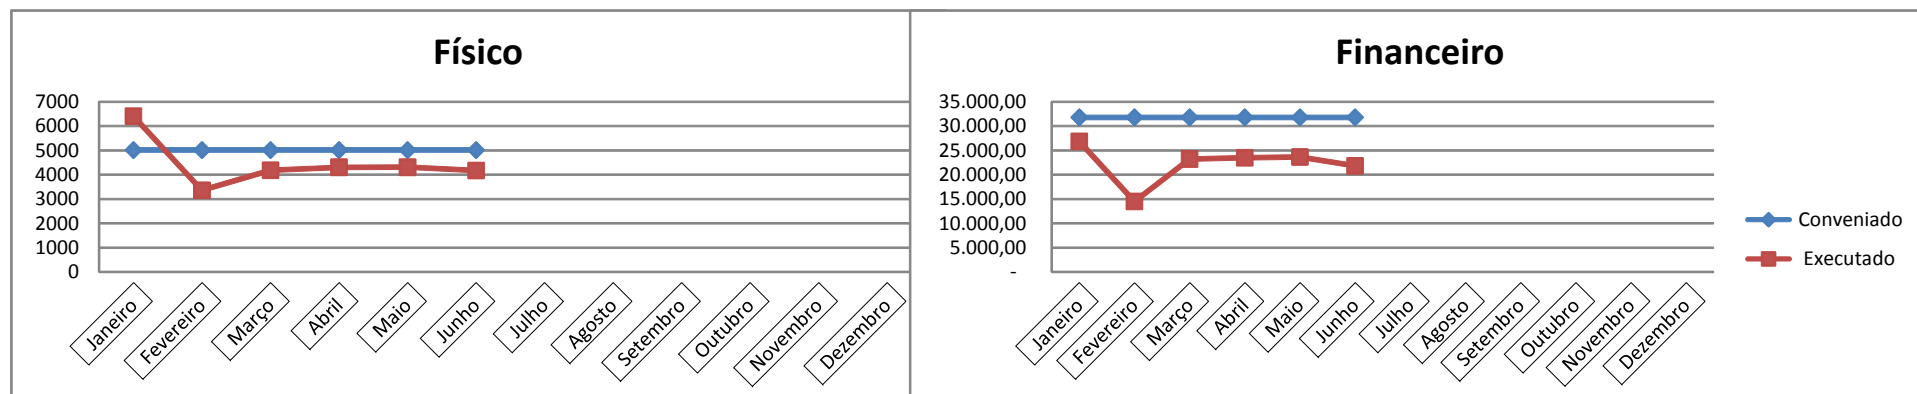 Físico
7000
6000
5000
4000
3000
2000
1000
0
Janeiro
Fevereiro
Março
Abril
Maio
Junho
Julho
Agosto
Setembro
Outubro
Novembro
Dezembro
Financeiro
35.000,00
30.000,00
25.000,00
20.000,00
15.000,00
10.000,00
5.000,00
-
Janeiro
Fevereiro
Março
Abril
Maio
Junho
Julho
Agosto
Setembro
Outubro
Novembro
Dezembro
Conveniado
Executado